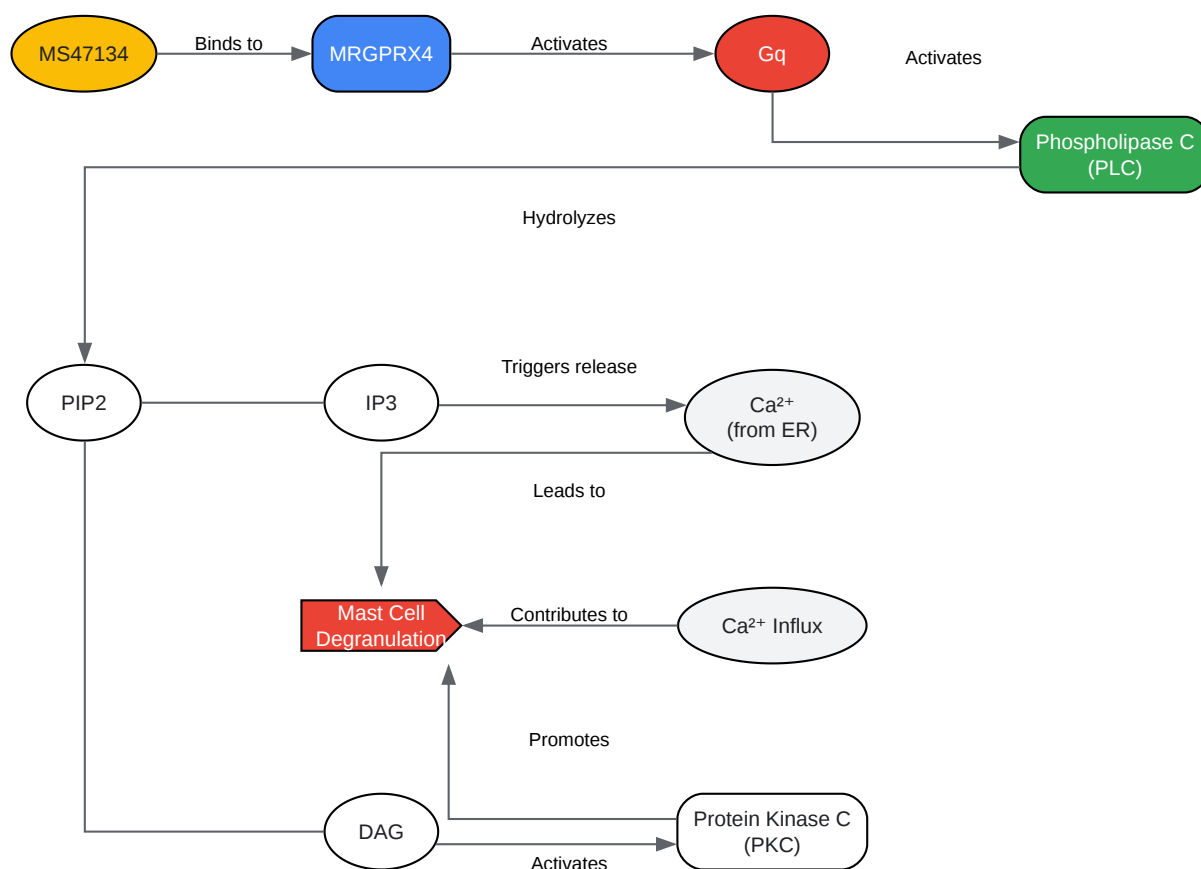 MS47134
Binds to
MRGPRX4
Activates
Gq
Activates
Phospholipase C
(PLC)
Hydrolyzes
PIP2
IP3
Triggers release
Ca²⁺
(from ER)
Leads to
Mast Cell
Degranulation
Contributes to
Ca²⁺ Influx
Promotes
DAG
Activates
Protein Kinase C
(PKC)